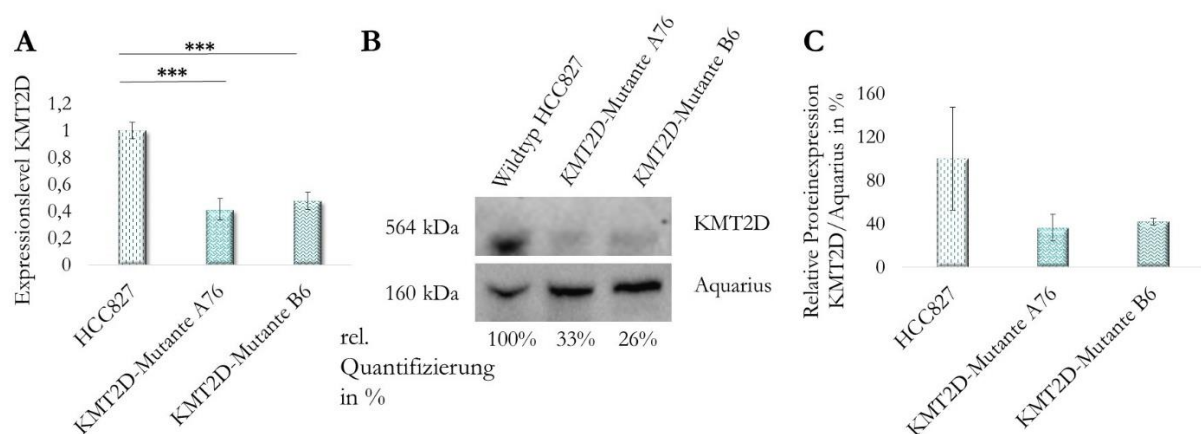 A
Expressionslevel KMT2D
***
***
1,2
1
0,8
0,6
0,4
0,2
0
HCC827
KMT2D-Mutante A76
KMT2D-Mutante B6
B
Wildtyp HCC827
KMT2D-Mutante A76
KMT2D-Mutante B6
564 kDa
KMT2D
160 kDa
Aquarius
rel.
Quantifizierung
in %
100% 33% 26%
C
Relative Proteinexpression
KMT2D/Aquarius in %
160
120
80
40
0
HCC827
KMT2D-Mutante A76
KMT2D-Mutante B6